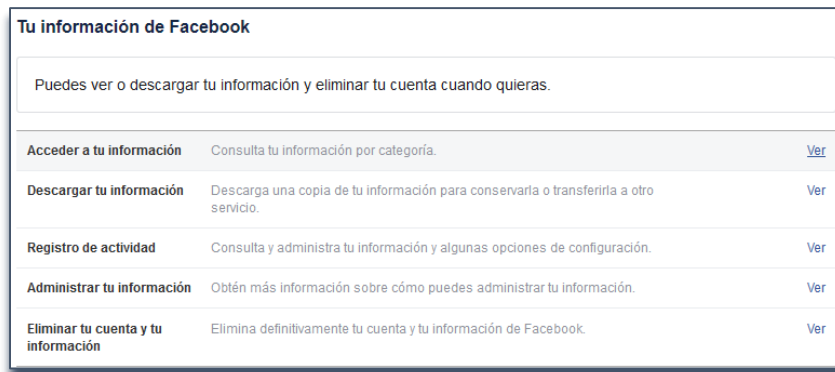 Tu información de Facebook
Puedes ver o descargar tu información y eliminar tu cuenta cuando quieras.
Acceder a tu información Consulta tu información por categoría. Ver
Descargar tu información Descarga una copia de tu información para conservarla o transferirla a otro Ver
servicio.
Registro de actividad Consulta y administra tu información y algunas opciones de configuración. Ver
Administrar tu información Obtén más información sobre cómo puedes administrar tu información. Ver
Eliminar tu cuenta y tu Elimina definitivamente tu cuenta y tu información de Facebook. Ver
información